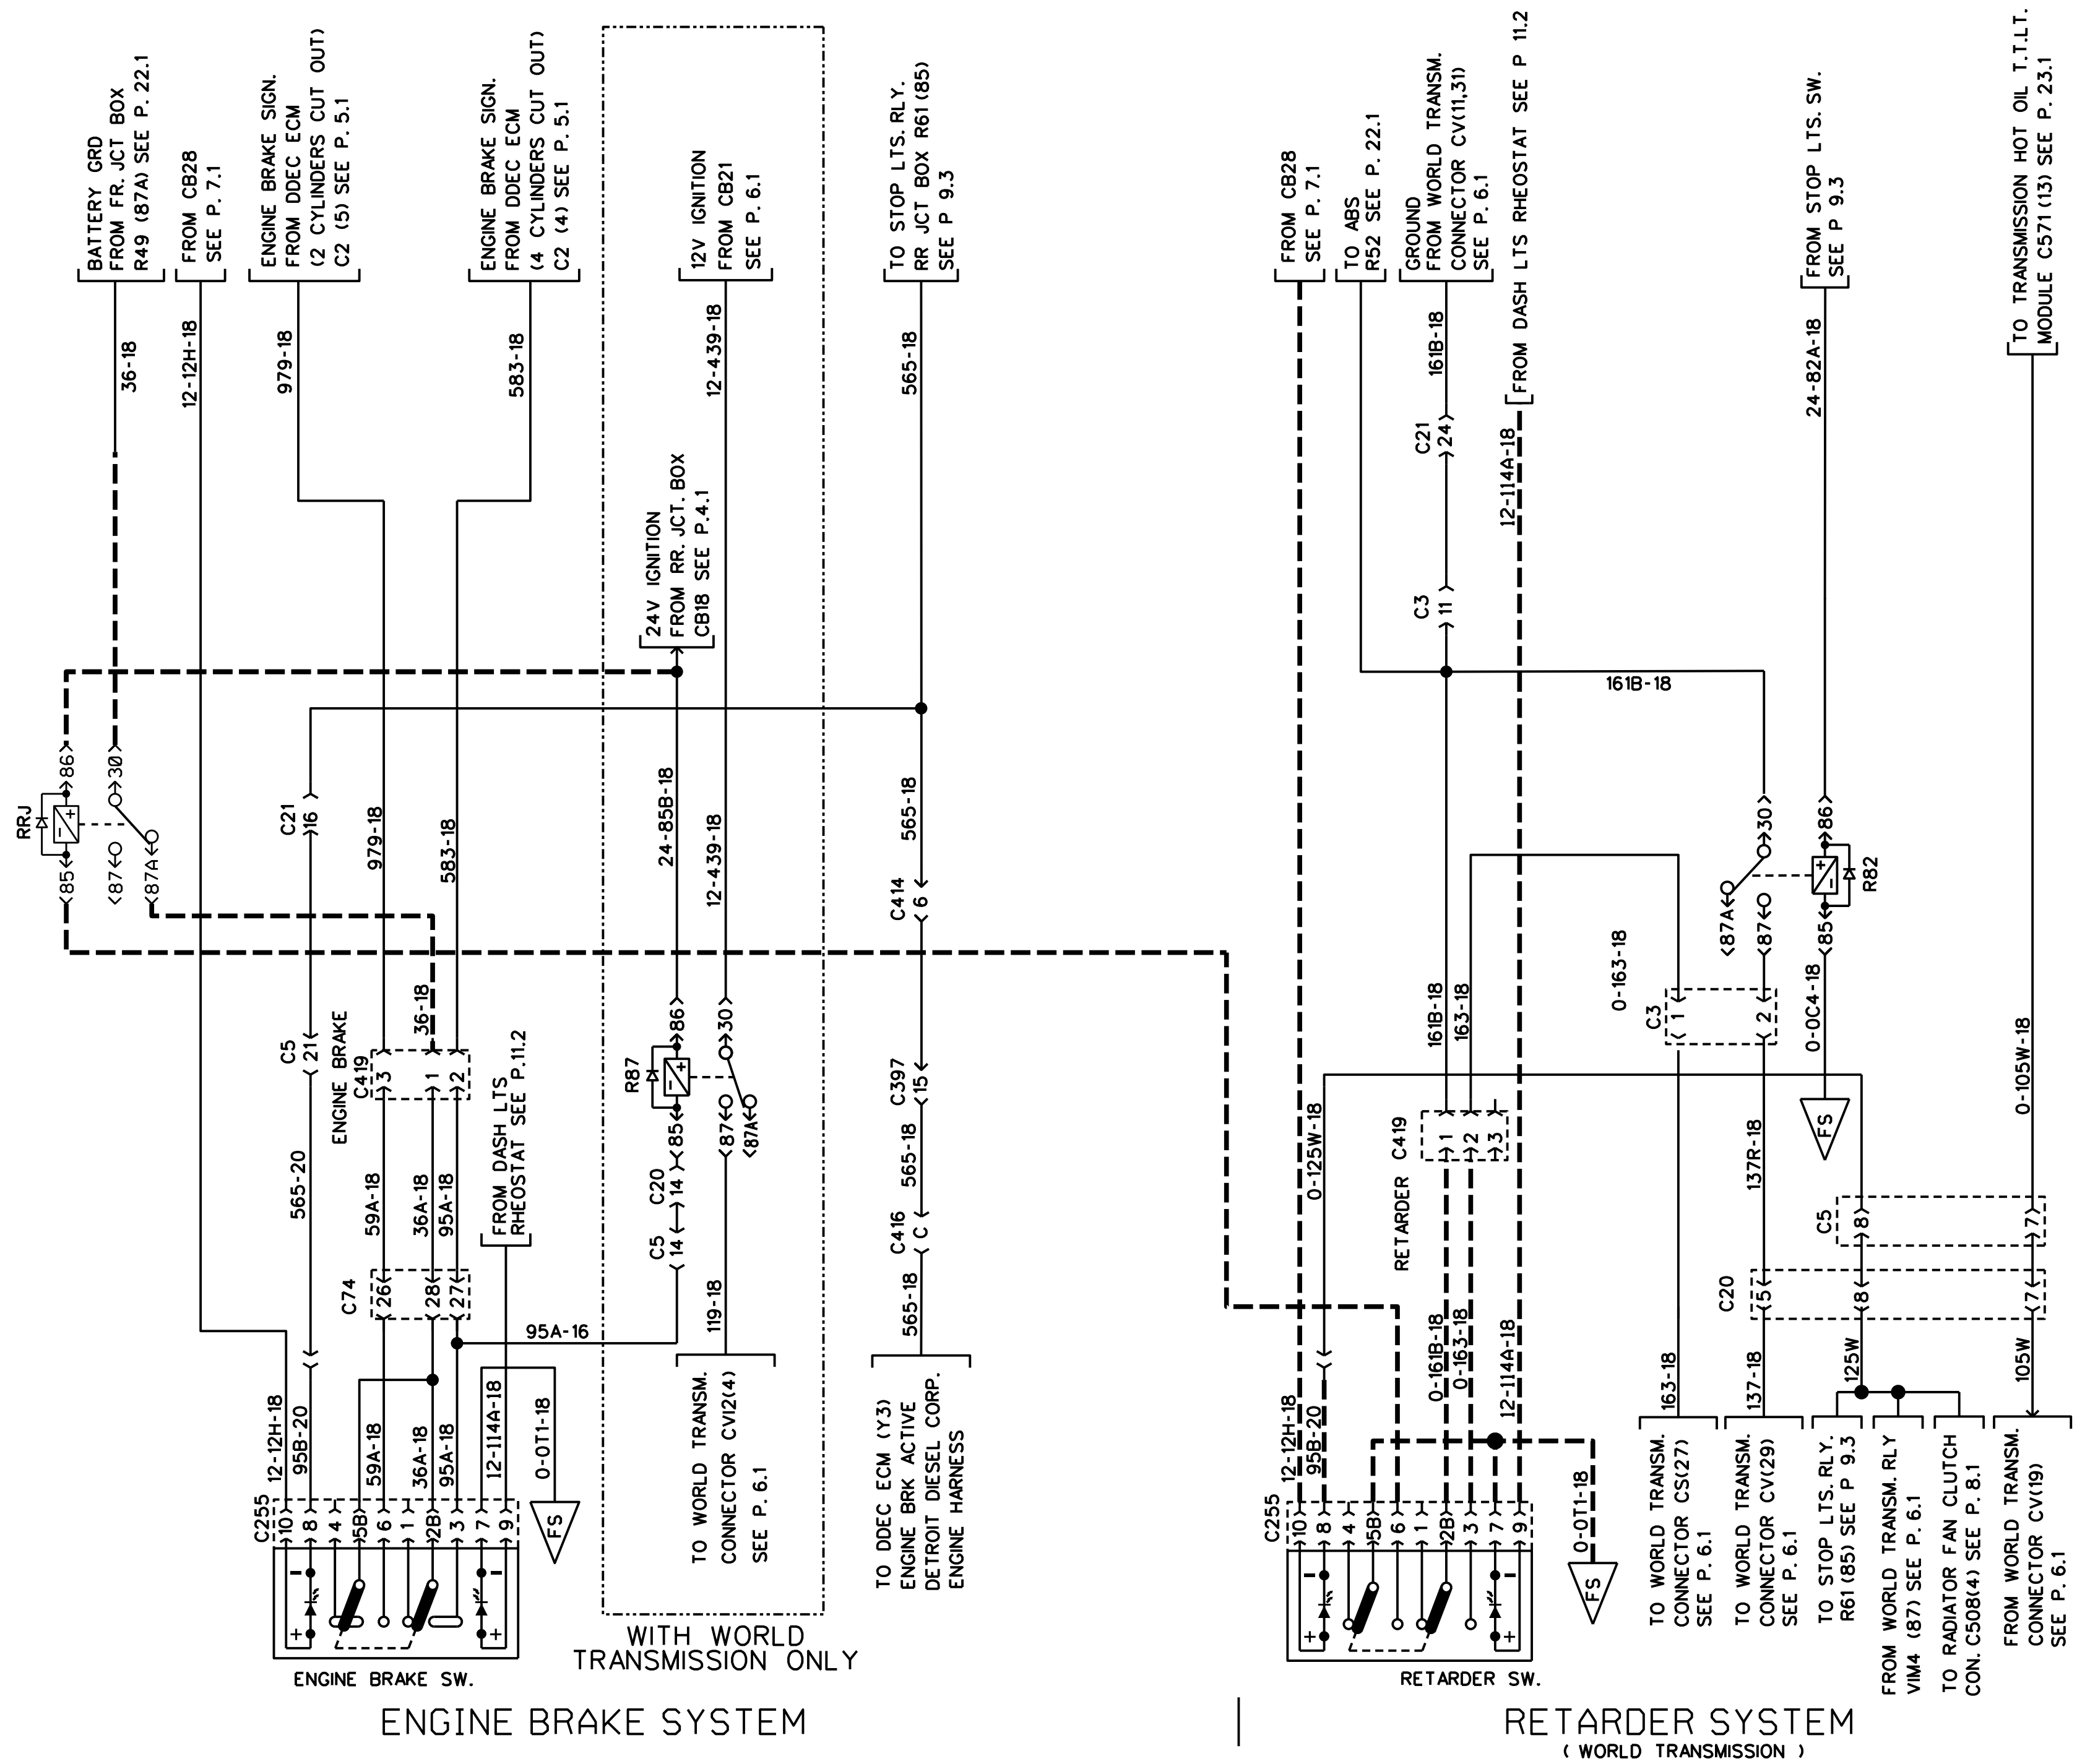 BATTERY GRD
FROM FR. JCT BOX
R49 (87A) SEE P. 22.1
FROM CB28
SEE P. 7.1
ENGINE BRAKE SIGN.
FROM DDEC ECM
(2 CYLINDERS CUT OUT)
C2 (5) SEE P. 5.1
ENGINE BRAKE SIGN.
FROM DDEC ECM
(4 CYLINDERS CUT OUT)
C2 (4) SEE P. 5.1
12V IGNITION
FROM CB21
SEE P. 6.1
TO STOP LTS. RLY.
RR JCT BOX R61 (85)
SEE P 9.3
36-18
12-12H-18
979-18
583-18
12-439-18
565-18
24V IGNITION
FROM RR. JCT. BOX
CB18 SEE P.4.1
RRJ
86
30
85
87
87A
C21
16
979-18
583-18
24-85B-18
12-439-18
565-18
C414
6
36-18
C5
21
ENGINE BRAKE
C419
3
1
2
R87
86
30
85
87
87A
C397
15
565-20
59A-18
36A-18
95A-18
FROM DASH LTS
RHEOSTAT SEE P.11.2
C20
14
C5
14
565-18
C416
C
C74
26
28
27
95A-16
119-18
565-18
12-12H-18
95B-20
59A-18
36A-18
95A-18
12-114A-18
0-0T1-18
FS
C255
10
8
4
5B
6
1
2B
3
7
9
- + - +
ENGINE BRAKE SW.
TO WORLD TRANSM.
CONNECTOR CV12(4)
SEE P. 6.1
TO DDEC ECM (Y3)
ENGINE BRK ACTIVE
DETROIT DIESEL CORP.
ENGINE HARNESS
WITH WORLD
TRANSMISSION ONLY
ENGINE BRAKE SYSTEM
FROM CB28
SEE P. 7.1
TO ABS
R52 SEE P. 22.1
GROUND
FROM WORLD TRANSM.
CONNECTOR CV(11,31)
SEE P. 6.1
FROM DASH LTS RHEOSTAT SEE P 11.2
FROM STOP LTS. SW.
SEE P 9.3
TO TRANSMISSION HOT OIL T.T.LT.
MODULE C571 (13) SEE P. 23.1
161B-18
C21
24
12-114A-18
24-82A-18
C3
11
161B-18
30
86
87A
87
85
R82
0-163-18
161B-18
163-18
C3
1
2
0-0C4-18
0-105W-18
FS
0-125W-18
RETARDER C419
1
2
3
137R-18
C5
8
7
C20
5
8
7
0-161B-18
0-163-18
12-114A-18
163-18
137-18
125W
105W
12-12H-18
95B-20
0-0T1-18
FS
C255
10
8
4
5B
6
1
2B
3
7
9
- + - +
RETARDER SW.
TO WORLD TRANSM.
CONNECTOR CS(27)
SEE P. 6.1
TO WORLD TRANSM.
CONNECTOR CV(29)
SEE P. 6.1
TO STOP LTS. RLY.
R61 (85) SEE P 9.3
FROM WORLD TRANSM. RLY
VIM4 (87) SEE P. 6.1
TO RADIATOR FAN CLUTCH
CON. C508(4) SEE P. 8.1
FROM WORLD TRANSM.
CONNECTOR CV(19)
SEE P. 6.1
RETARDER SYSTEM
( WORLD TRANSMISSION )